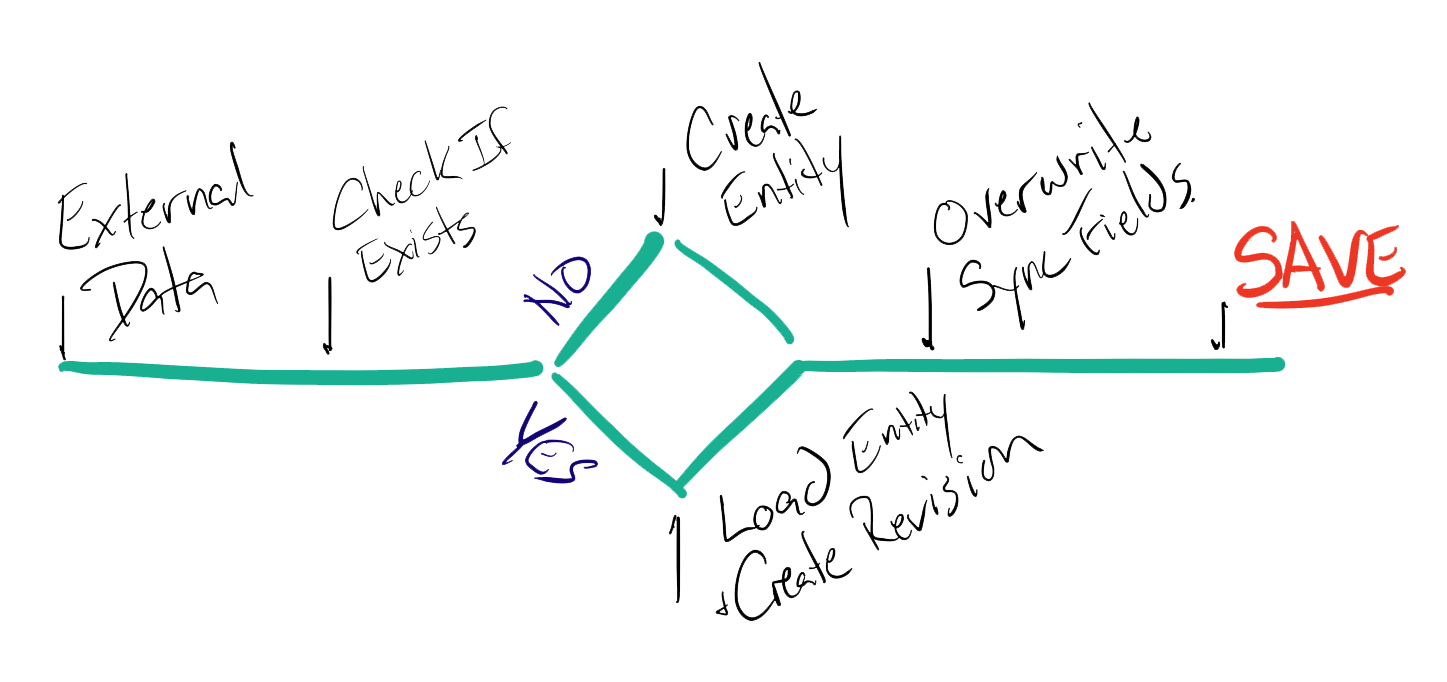 External
Data
Check If
Exists
NO
YES
Create
Entity
Load Entity
+Create Revision
Overwrite
Sync Fields.
SAVE